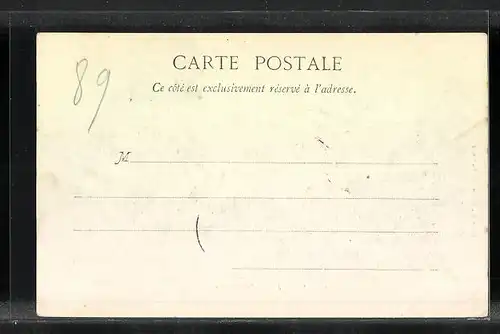 89
CARTE POSTALE
Ce côté est exclusivement réservé à l'adresse.
M